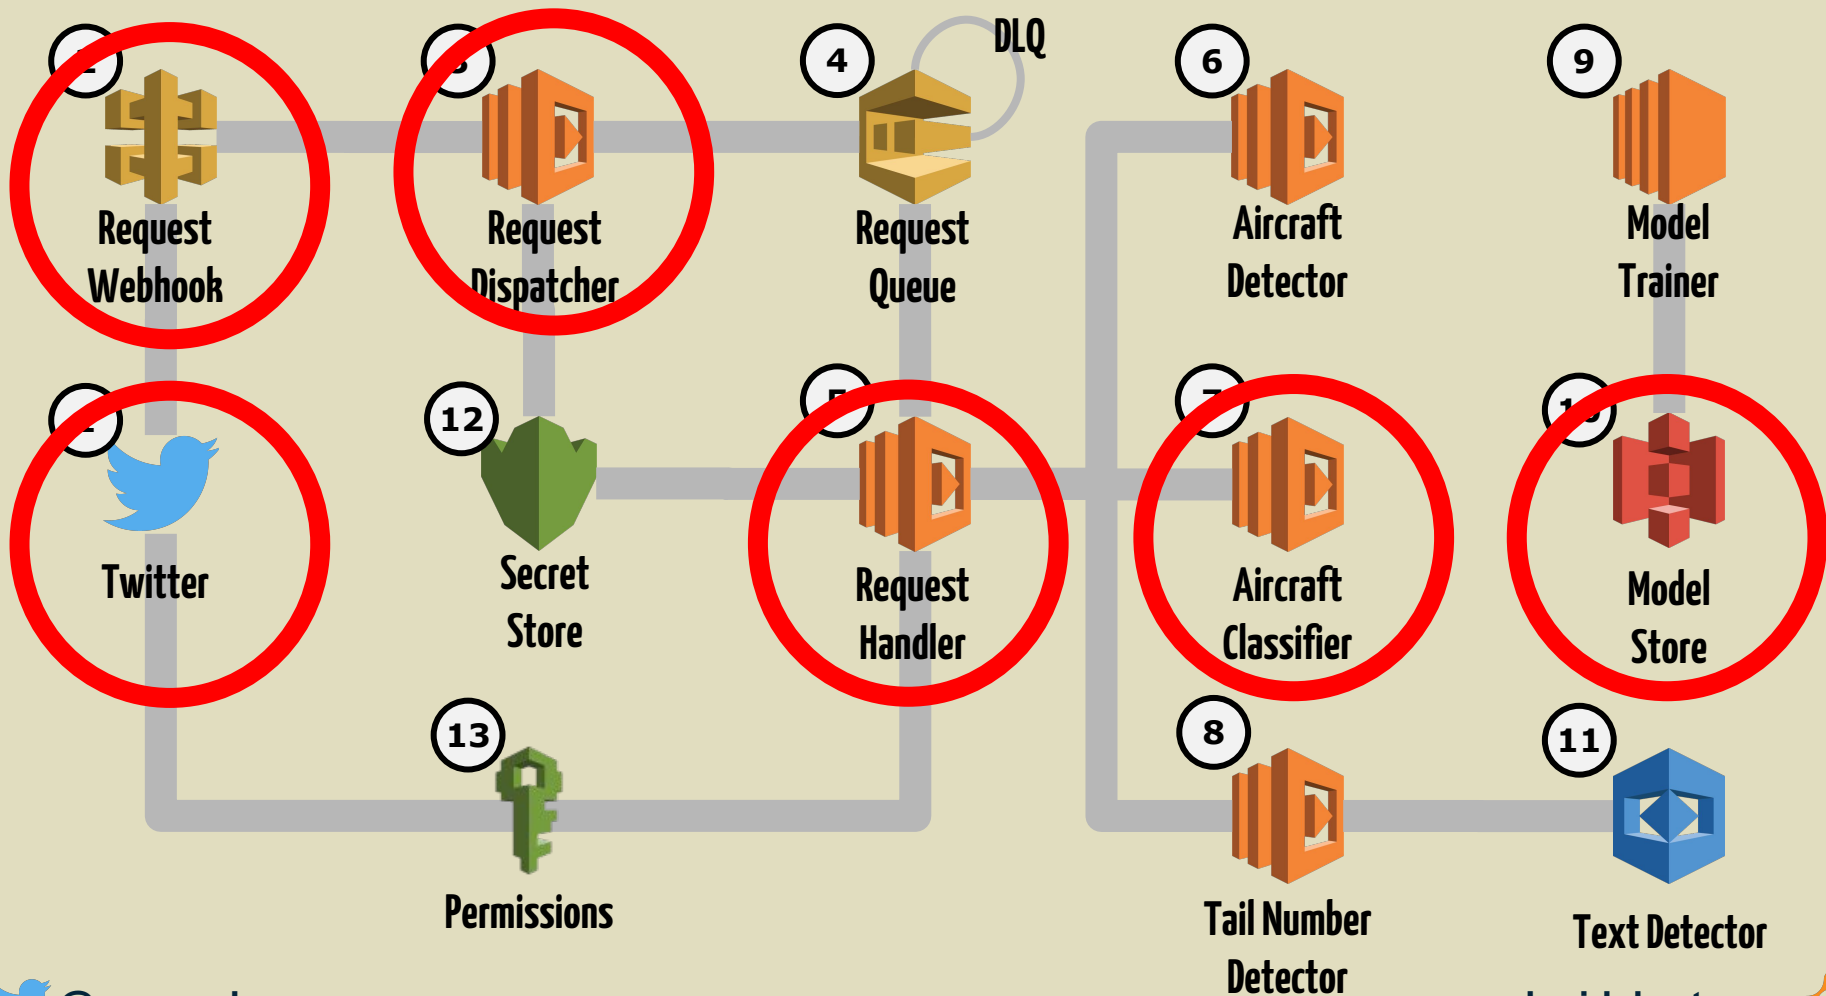 DLQ
4
6
9
Request
Webhook
Request
Dispatcher
Request
Queue
Aircraft
Detector
Model
Trainer
12
Twitter
Secret
Store
Request
Handler
Aircraft
Classifier
Model
Store
13
8
11
Permissions
Tail Number
Detector
Text Detector